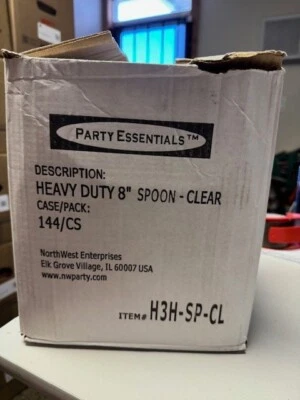 PARTY ESSENTIALS™
DESCRIPTION:
HEAVY DUTY 8" SPOON - CLEAR
CASE/PACK:
144/CS
NorthWest Enterprises
Elk Grove Village, IL 60007 USA
www.nwparty.com
ITEM# H3H-SP-CL